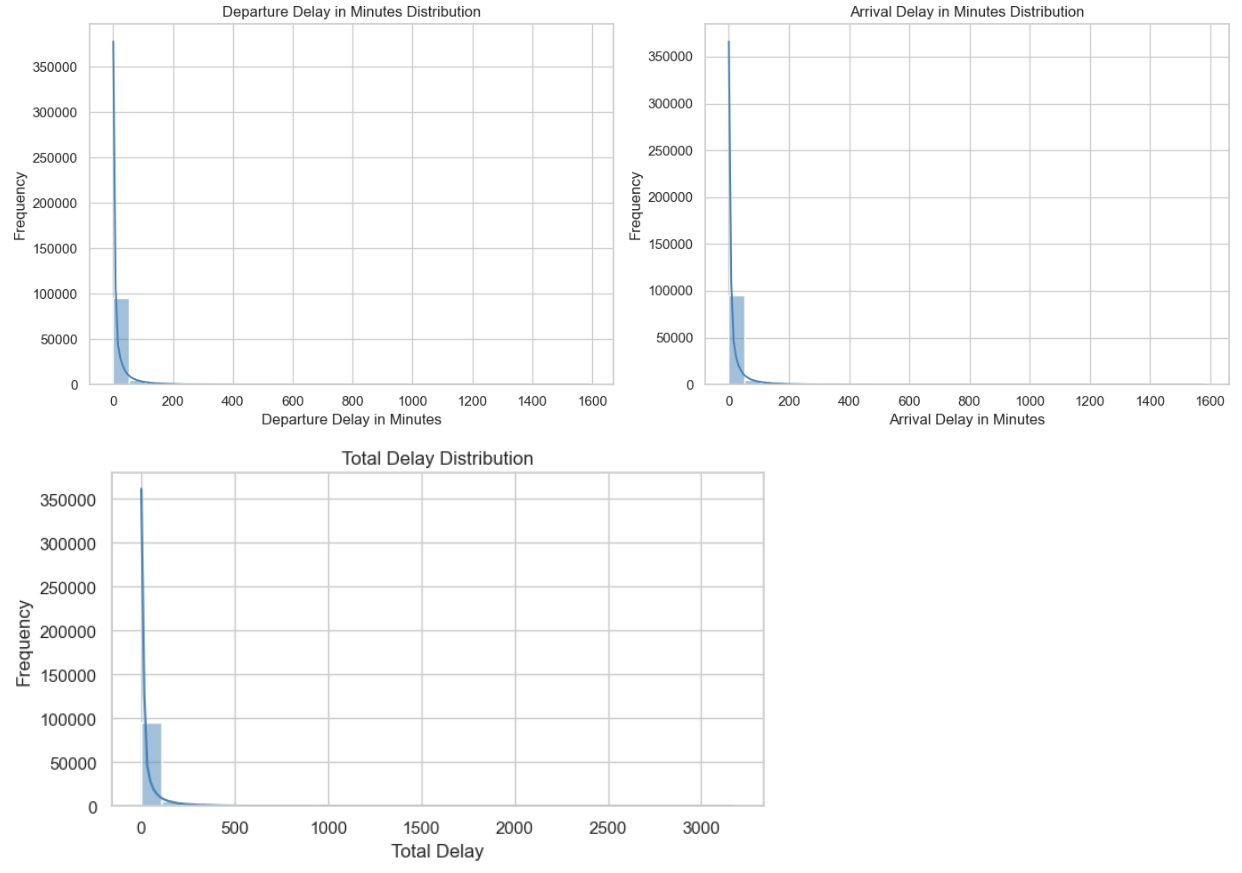 Departure Delay in Minutes Distribution
Frequency
350000
300000
250000
200000
150000
100000
50000
0
0 200 400 600 800 1000 1200 1400 1600
Departure Delay in Minutes
Arrival Delay in Minutes Distribution
Frequency
350000
300000
250000
200000
150000
100000
50000
0
0 200 400 600 800 1000 1200 1400 1600
Arrival Delay in Minutes
Total Delay Distribution
Frequency
350000
300000
250000
200000
150000
100000
50000
0
0 500 1000 1500 2000 2500 3000
Total Delay